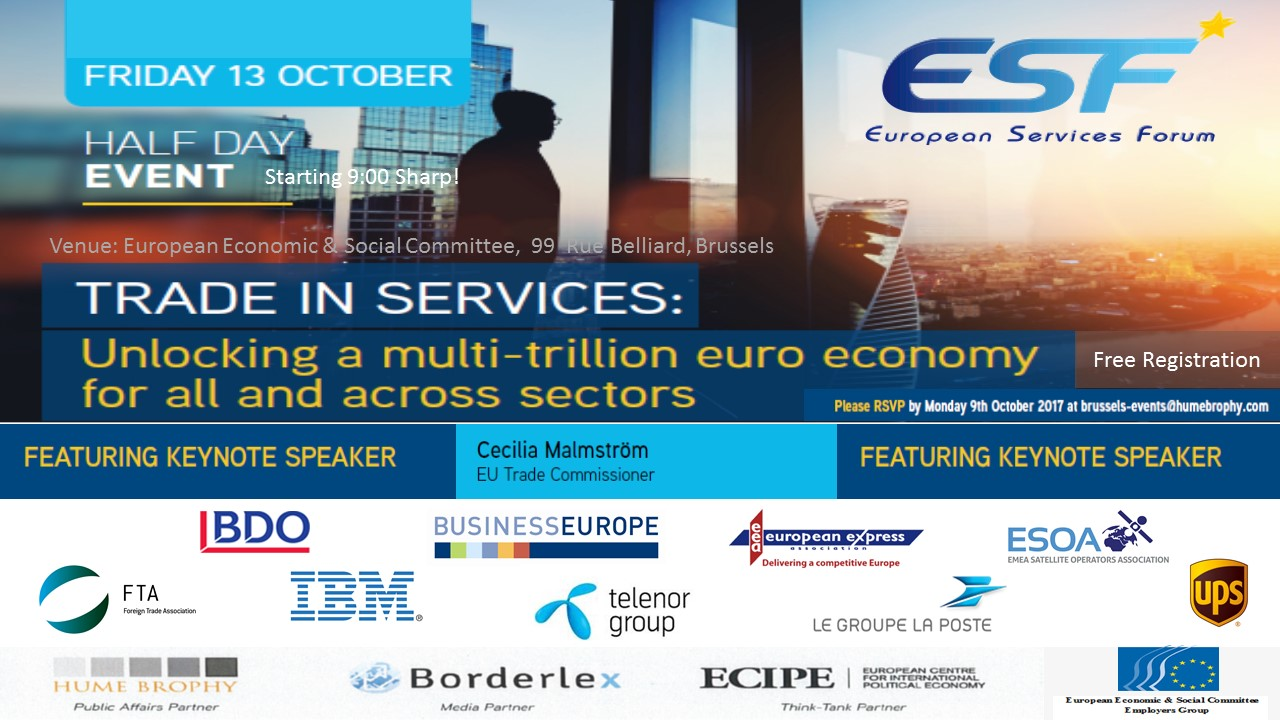 FRIDAY 13 OCTOBER
ESF
European Services Forum
HALF DAY
EVENT Starting 9:00 Sharp!
Venue: European Economic & Social Committee, 99 Rue Belliard, Brussels
TRADE IN SERVICES:
Unlocking a multi-trillion euro economy
for all and across sectors
Free Registration
Please RSVP by Monday 9th October 2017 at brussels-events@humebrophy.com
FEATURING KEYNOTE SPEAKER
Cecilia Malmström
EU Trade Commissioner
FEATURING KEYNOTE SPEAKER
BDO
BUSINESSEUROPE
eea
european express
association
Delivering a competitive Europe
ESOA
EMEA SATELLITE OPERATORS ASSOCIATION
FTA
Foreign Trade Association
IBM®
telenor
group
LE GROUPE LA POSTE
ups
HUME BROPHY
Public Affairs Partner
Borderlex
Media Partner
ECIPE
EUROPEAN CENTRE
FOR INTERNATIONAL
POLITICAL ECONOMY
Think-Tank Partner
European Economic & Social Committee
Employers Group